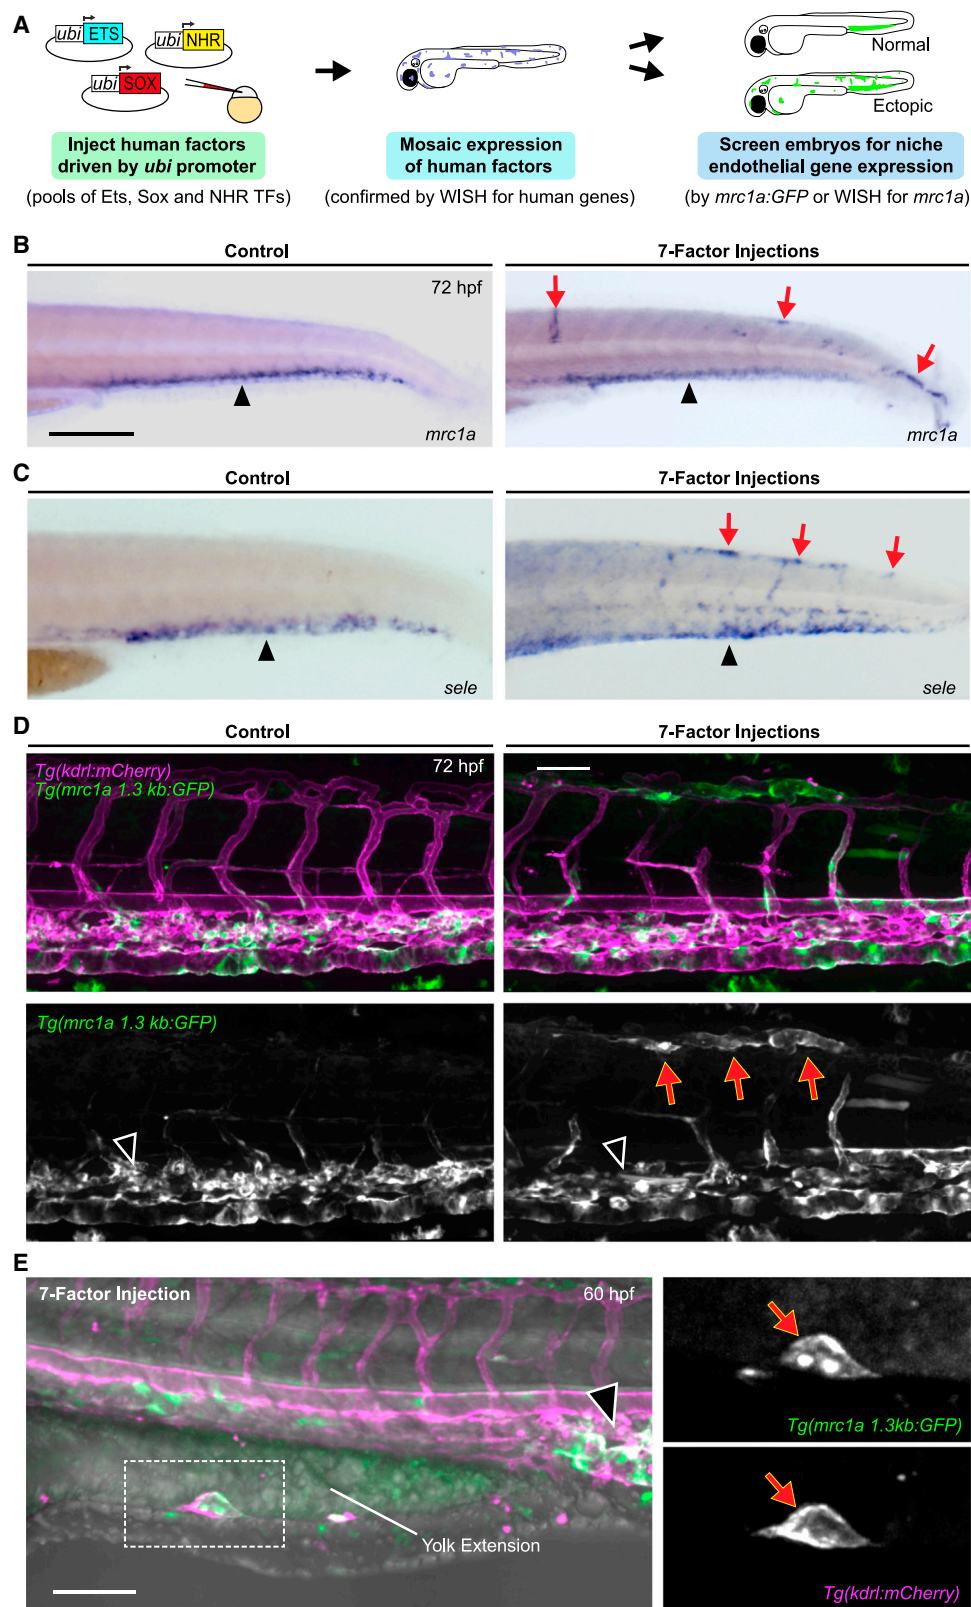 A
ubi ETS
ubi NHR
ubi SOX
Normal
Ectopic
Inject human factors
driven by ubi promoter
(pools of Ets, Sox and NHR TFs)
Mosaic expression
of human factors
(confirmed by WISH for human genes)
Screen embryos for niche
endothelial gene expression
(by mrc1a:GFP or WISH for mrc1a)
B
Control
7-Factor Injections
72 hpf
mrc1a
mrc1a
C
Control
7-Factor Injections
sele
sele
D
Control
7-Factor Injections
Tg(kdrl:mCherry)
Tg(mrc1a 1.3 kb:GFP)
72 hpf
Tg(mrc1a 1.3 kb:GFP)
E
7-Factor Injection
60 hpf
Yolk Extension
Tg(mrc1a 1.3kb:GFP)
Tg(kdrl:mCherry)